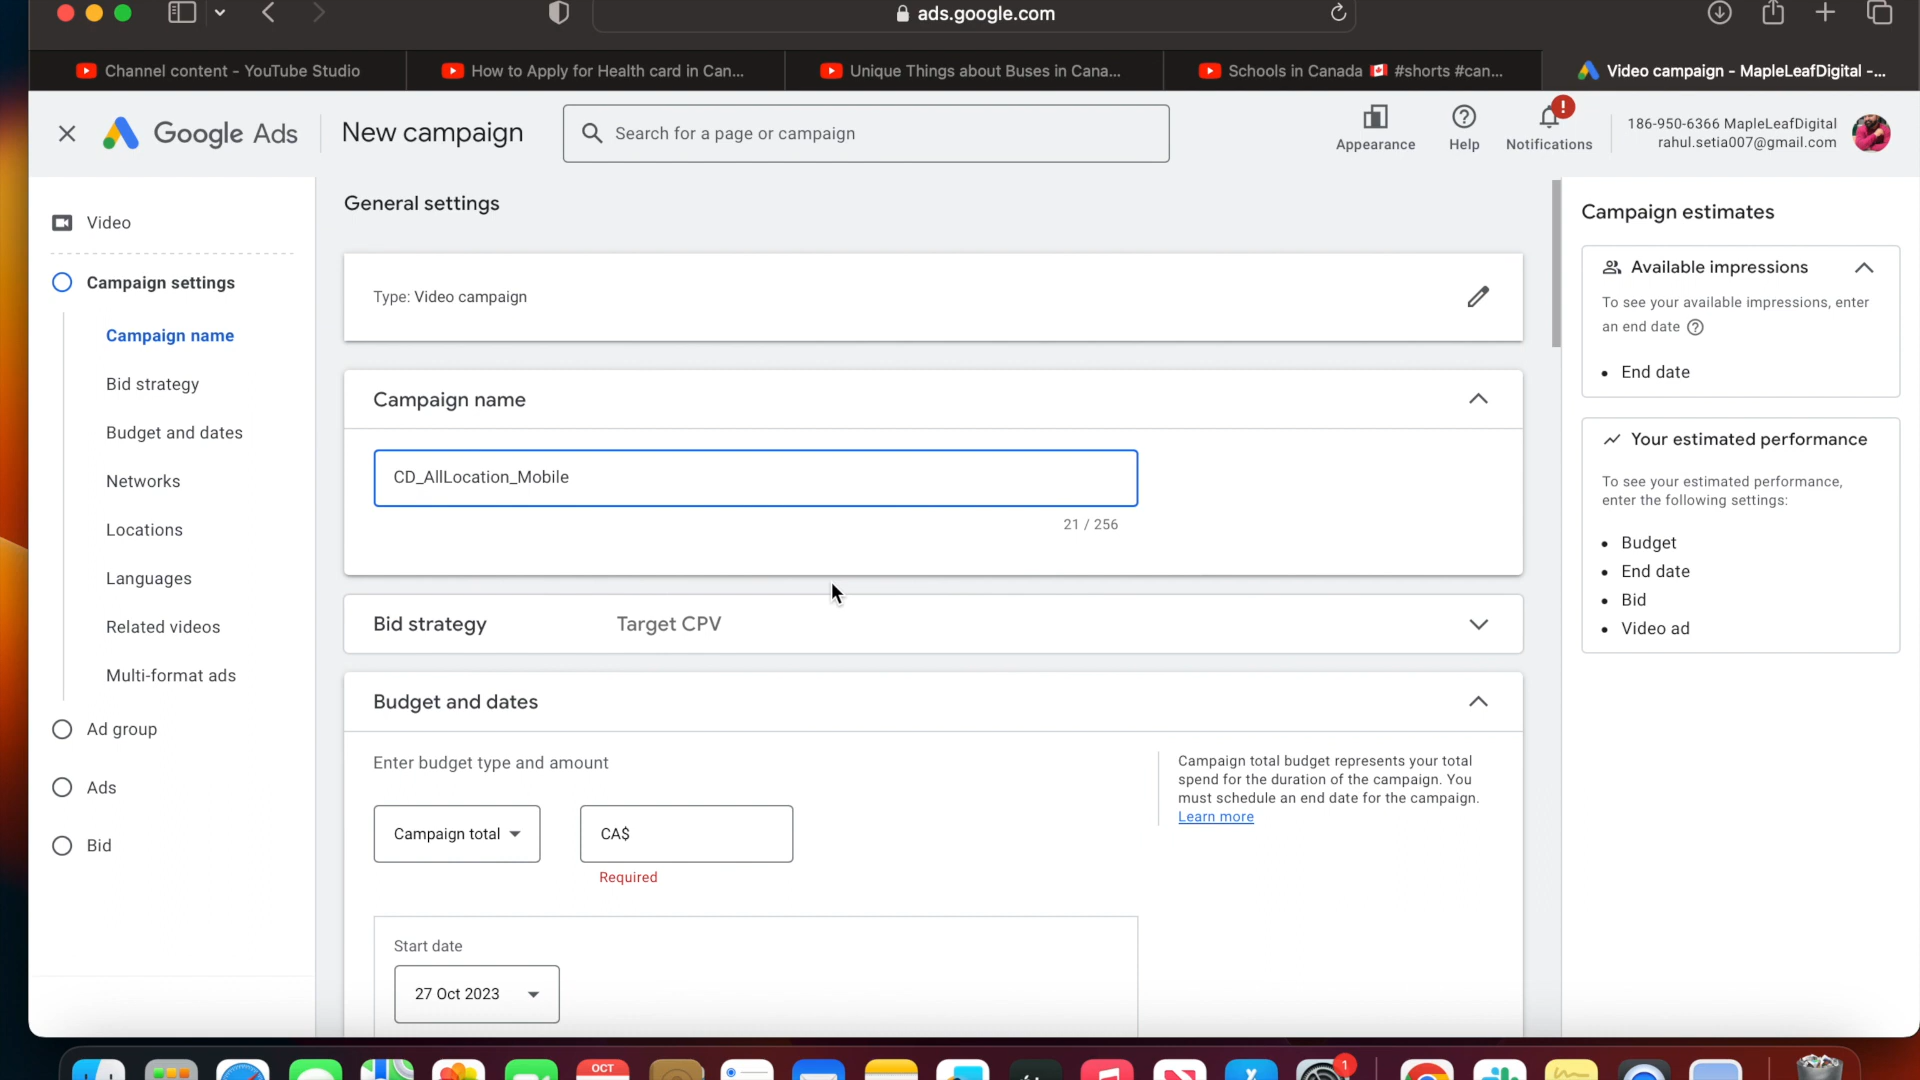 ads.google.com
Channel content - YouTube Studio
How to Apply for Health card in Can...
Unique Things about Buses in Cana...
Schools in Canada 🇨🇦 #shorts #can...
Video campaign - MapleLeafDigital -...
Google Ads
New campaign
Search for a page or campaign
Appearance
Help
Notifications
186-950-6366 MapleLeafDigital
rahul.setia007@gmail.com
Video
Campaign settings
Campaign name
Bid strategy
Budget and dates
Networks
Locations
Languages
Related videos
Multi-format ads
Ad group
Ads
Bid
General settings
Type: Video campaign
Campaign name
CD_AllLocation_Mobile
21 / 256
Bid strategy Target CPV
Budget and dates
Enter budget type and amount
Campaign total
CA$
Required
Campaign total budget represents your total
spend for the duration of the campaign. You
must schedule an end date for the campaign.
Learn more
Start date
27 Oct 2023
Campaign estimates
Available impressions
To see your available impressions, enter
an end date
• End date
Your estimated performance
To see your estimated performance,
enter the following settings:
• Budget
• End date
• Bid
• Video ad
OCT
1